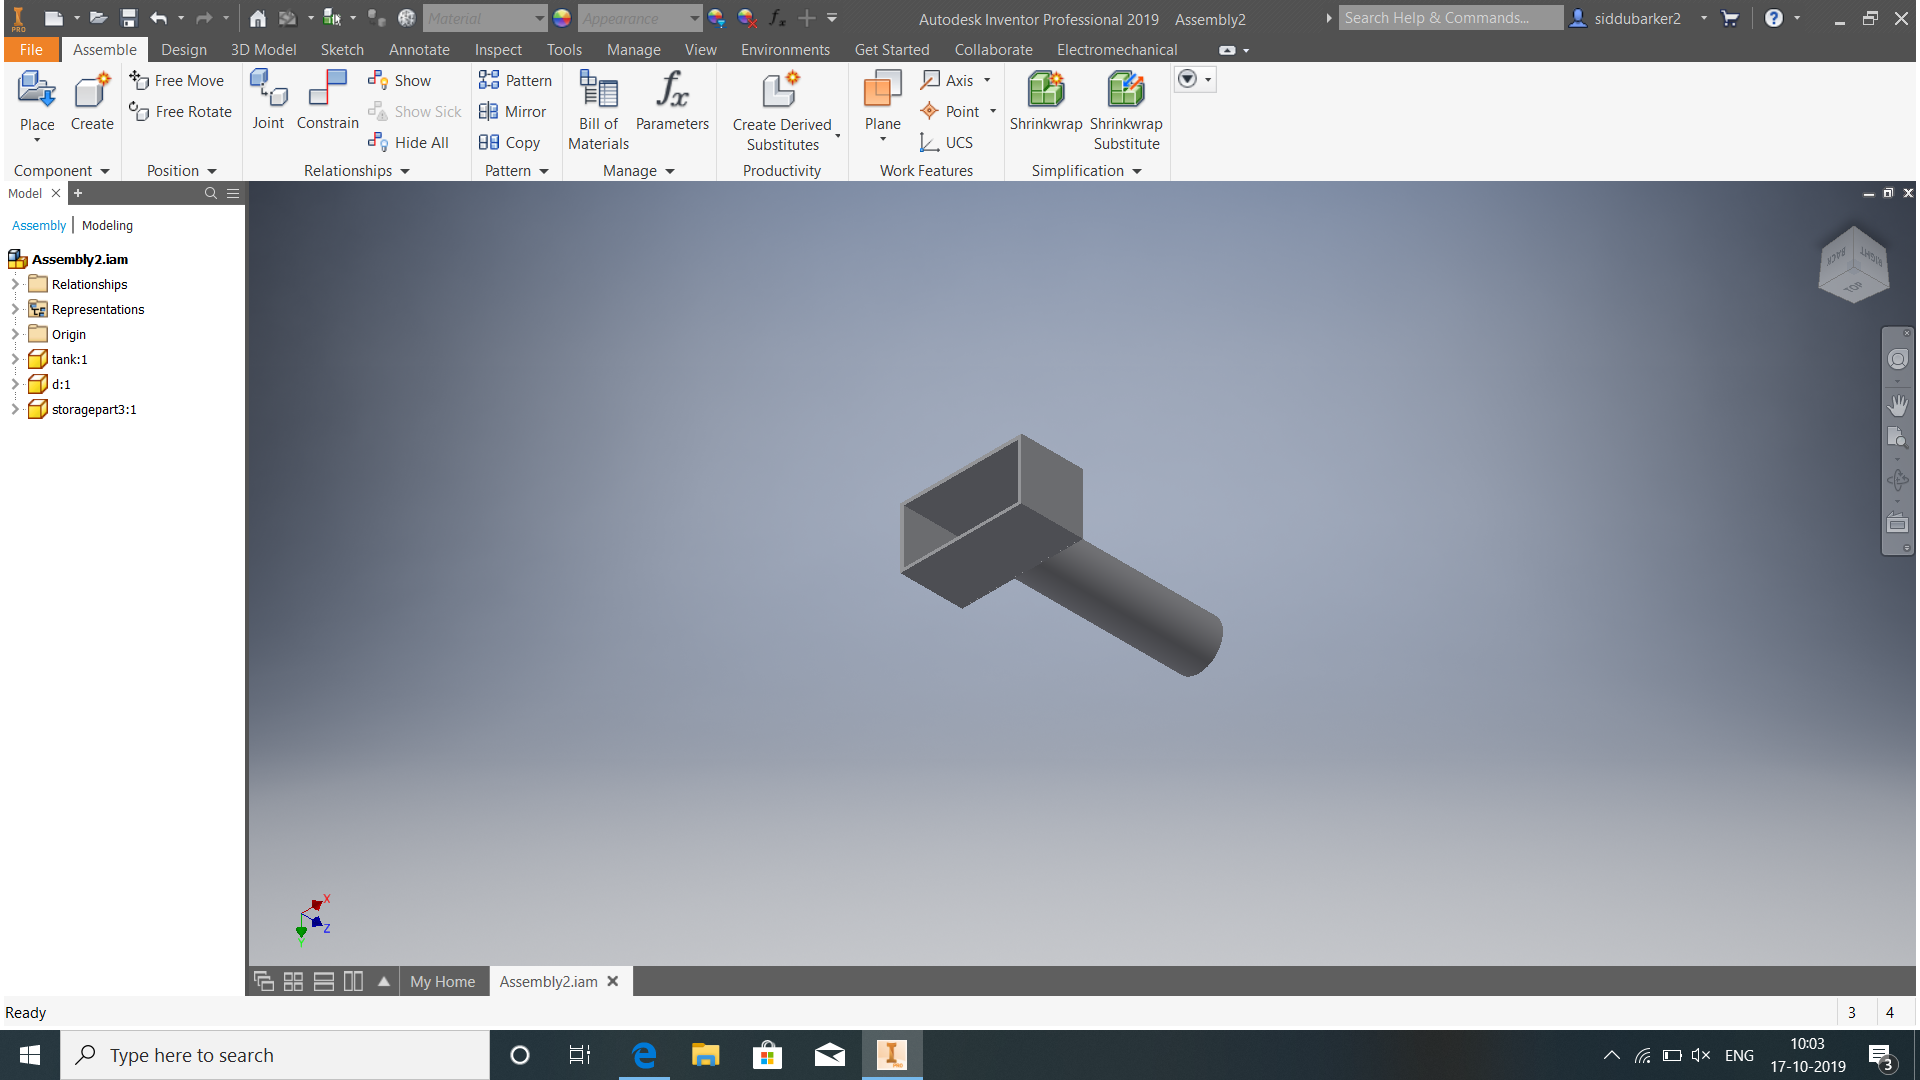 PRO
Material
Appearance
fx
Autodesk Inventor Professional 2019 Assembly2
Search Help & Commands...
siddubarker2
File Assemble Design 3D Model Sketch Annotate Inspect Tools Manage View Environments Get Started Collaborate Electromechanical
Place
Create
Free Move
Free Rotate
Joint
Constrain
Show
Show Sick
Hide All
Pattern
Mirror
Copy
Bill of
Materials
fx
Parameters
Create Derived
Substitutes
Plane
Axis
Point
UCS
Shrinkwrap
Shrinkwrap
Substitute
Component Position Relationships Pattern Manage Productivity Work Features Simplification
Model
Assembly | Modeling
Assembly2.iam
Relationships
Representations
Origin
tank:1
d:1
storagepart3:1
BACK
RIGHT
TOP
X
Z
Y
My Home
Assembly2.iam
Ready
3 4
Type here to search
PRO
ENG
10:03
17-10-2019
3